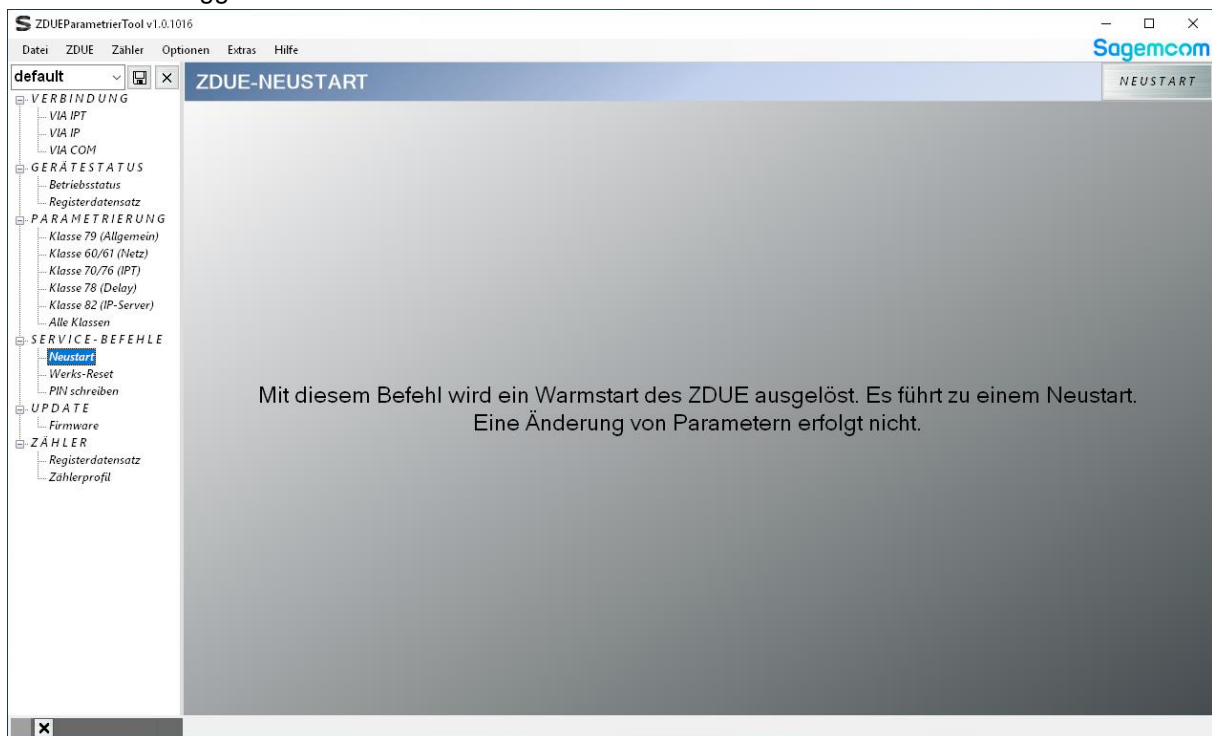 ZDUEParametrierTool v1.0.1016
Datei ZDUE Zähler Optionen Extras Hilfe
Sagemcom
default
ZDUE-NEUSTART
NEUSTART
VERBINDUNG
VIA IPT
VIA IP
VIA COM
GERÄTESTATUS
Betriebsstatus
Registerdatensatz
PARAMETRIERUNG
Klasse 79 (Allgemein)
Klasse 60/61 (Netz)
Klasse 70/76 (IPT)
Klasse 78 (Delay)
Klasse 82 (IP-Server)
Alle Klassen
SERVICE-BEFEHLE
Neustart
Werks-Reset
PIN schreiben
UPDATE
Firmware
ZÄHLER
Registerdatensatz
Zählerprofil
Mit diesem Befehl wird ein Warmstart des ZDUE ausgelöst. Es führt zu einem Neustart.
Eine Änderung von Parametern erfolgt nicht.